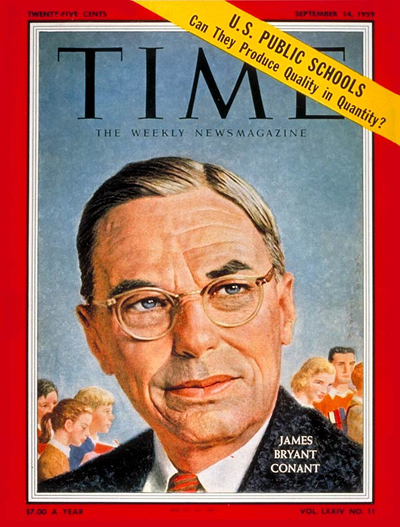 TWENTY-FIVE CENTS
SEPTEMBER 14, 1959
U.S. PUBLIC SCHOOLS
Can They Produce Quality in Quantity?
TIME
THE WEEKLY NEWSMAGAZINE
JAMES
BRYANT
CONANT
$7.00 A YEAR
VOL. LXXIV NO. 11